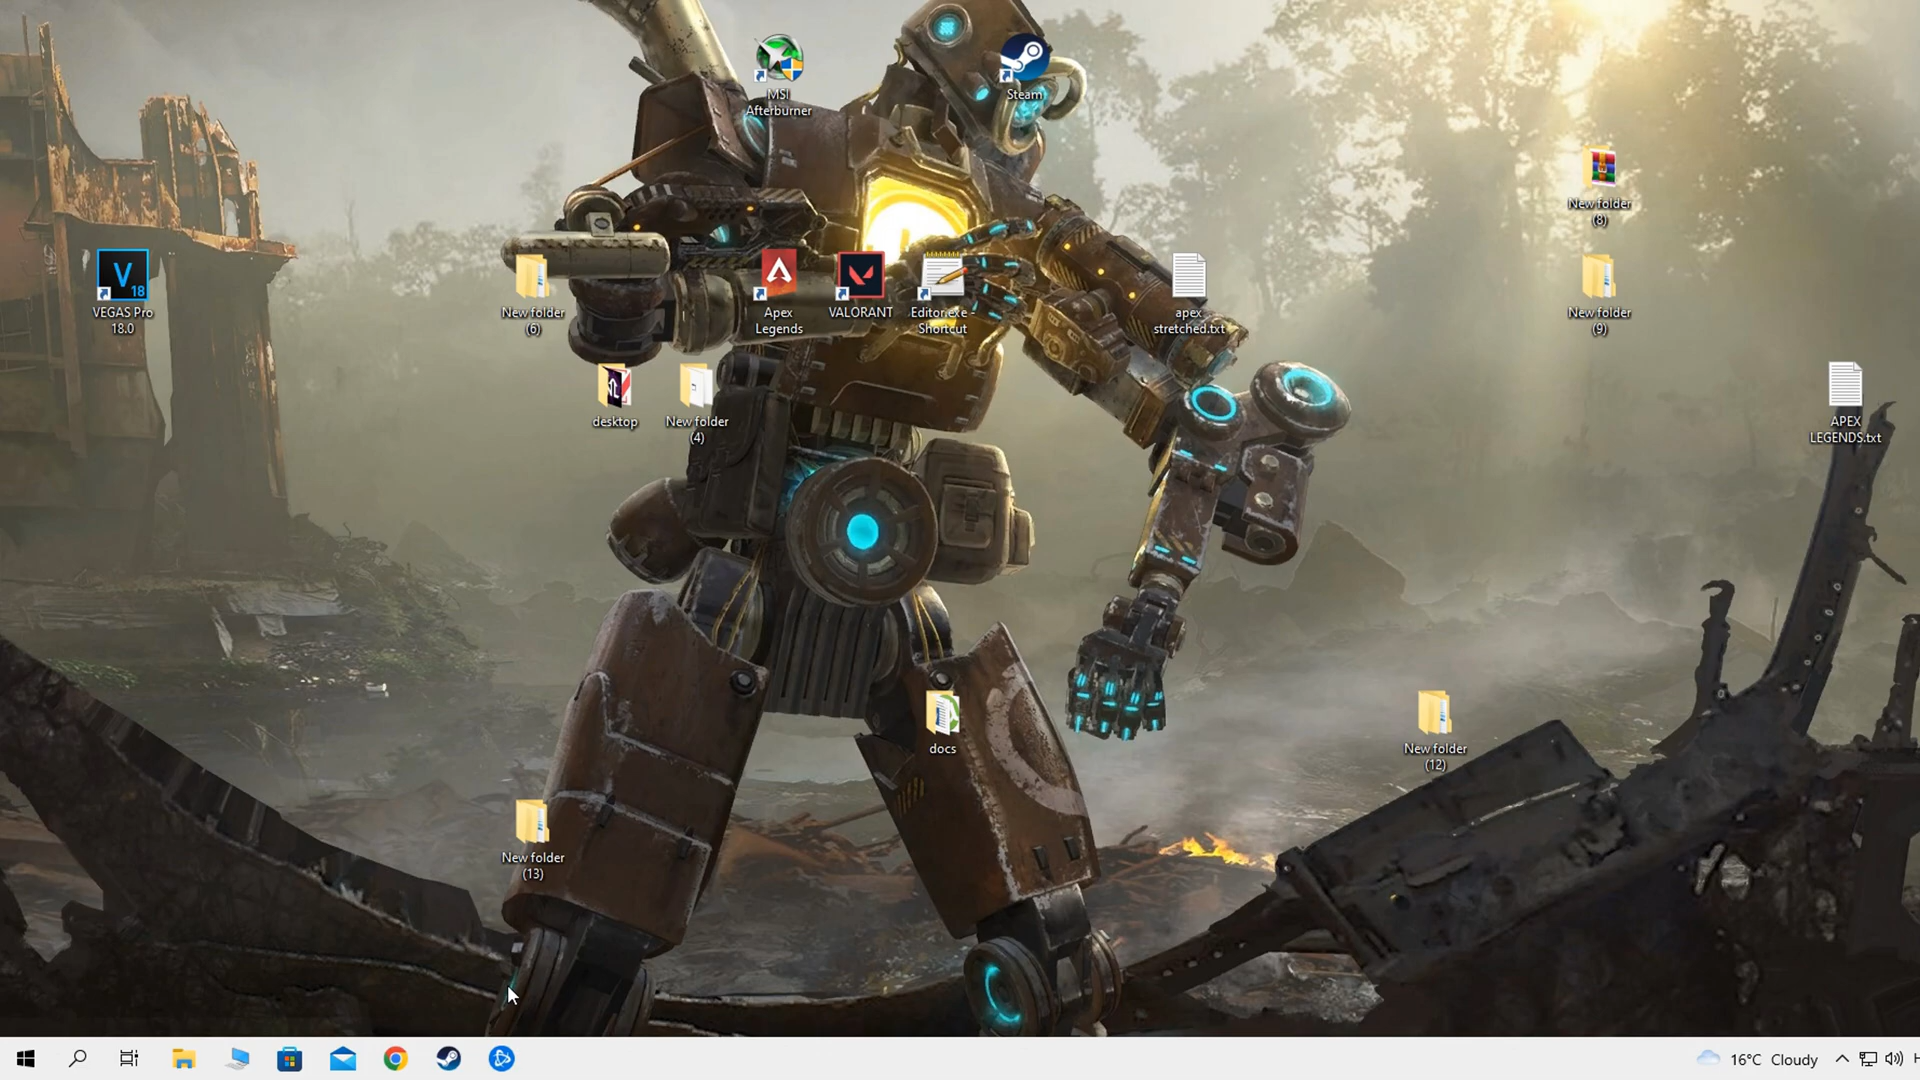 MSI
Afterburner
Steam
New folder
(8)
V
18
VEGAS Pro
18.0
New folder
(6)
Apex
Legends
VALORANT
Editor.exe -
Shortcut
apex
stretched.txt
New folder
(9)
desktop
New folder
(4)
APEX
LEGENDS.txt
docs
New folder
(12)
New folder
(13)
16°C Cloudy